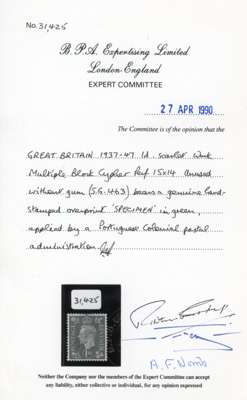 No. 31,425
B.P.A. Expertising Limited
London-England
EXPERT COMMITTEE
27 APR 1990
The Committee is of the opinion that the
GREAT BRITAIN 1937-47 1d. scarlet wmk
Multiple Block Cypher Perf 15x14 unused
without gum (S.G. 463) bears a genuine hand-
stamped overprint 'SPECIMEN' in green,
applied by a Portuguese Colonial postal
administration.
31,425
Neither the Company nor the members of the Expert Committee can accept
any liability, either collective or individual, for any opinion expressed